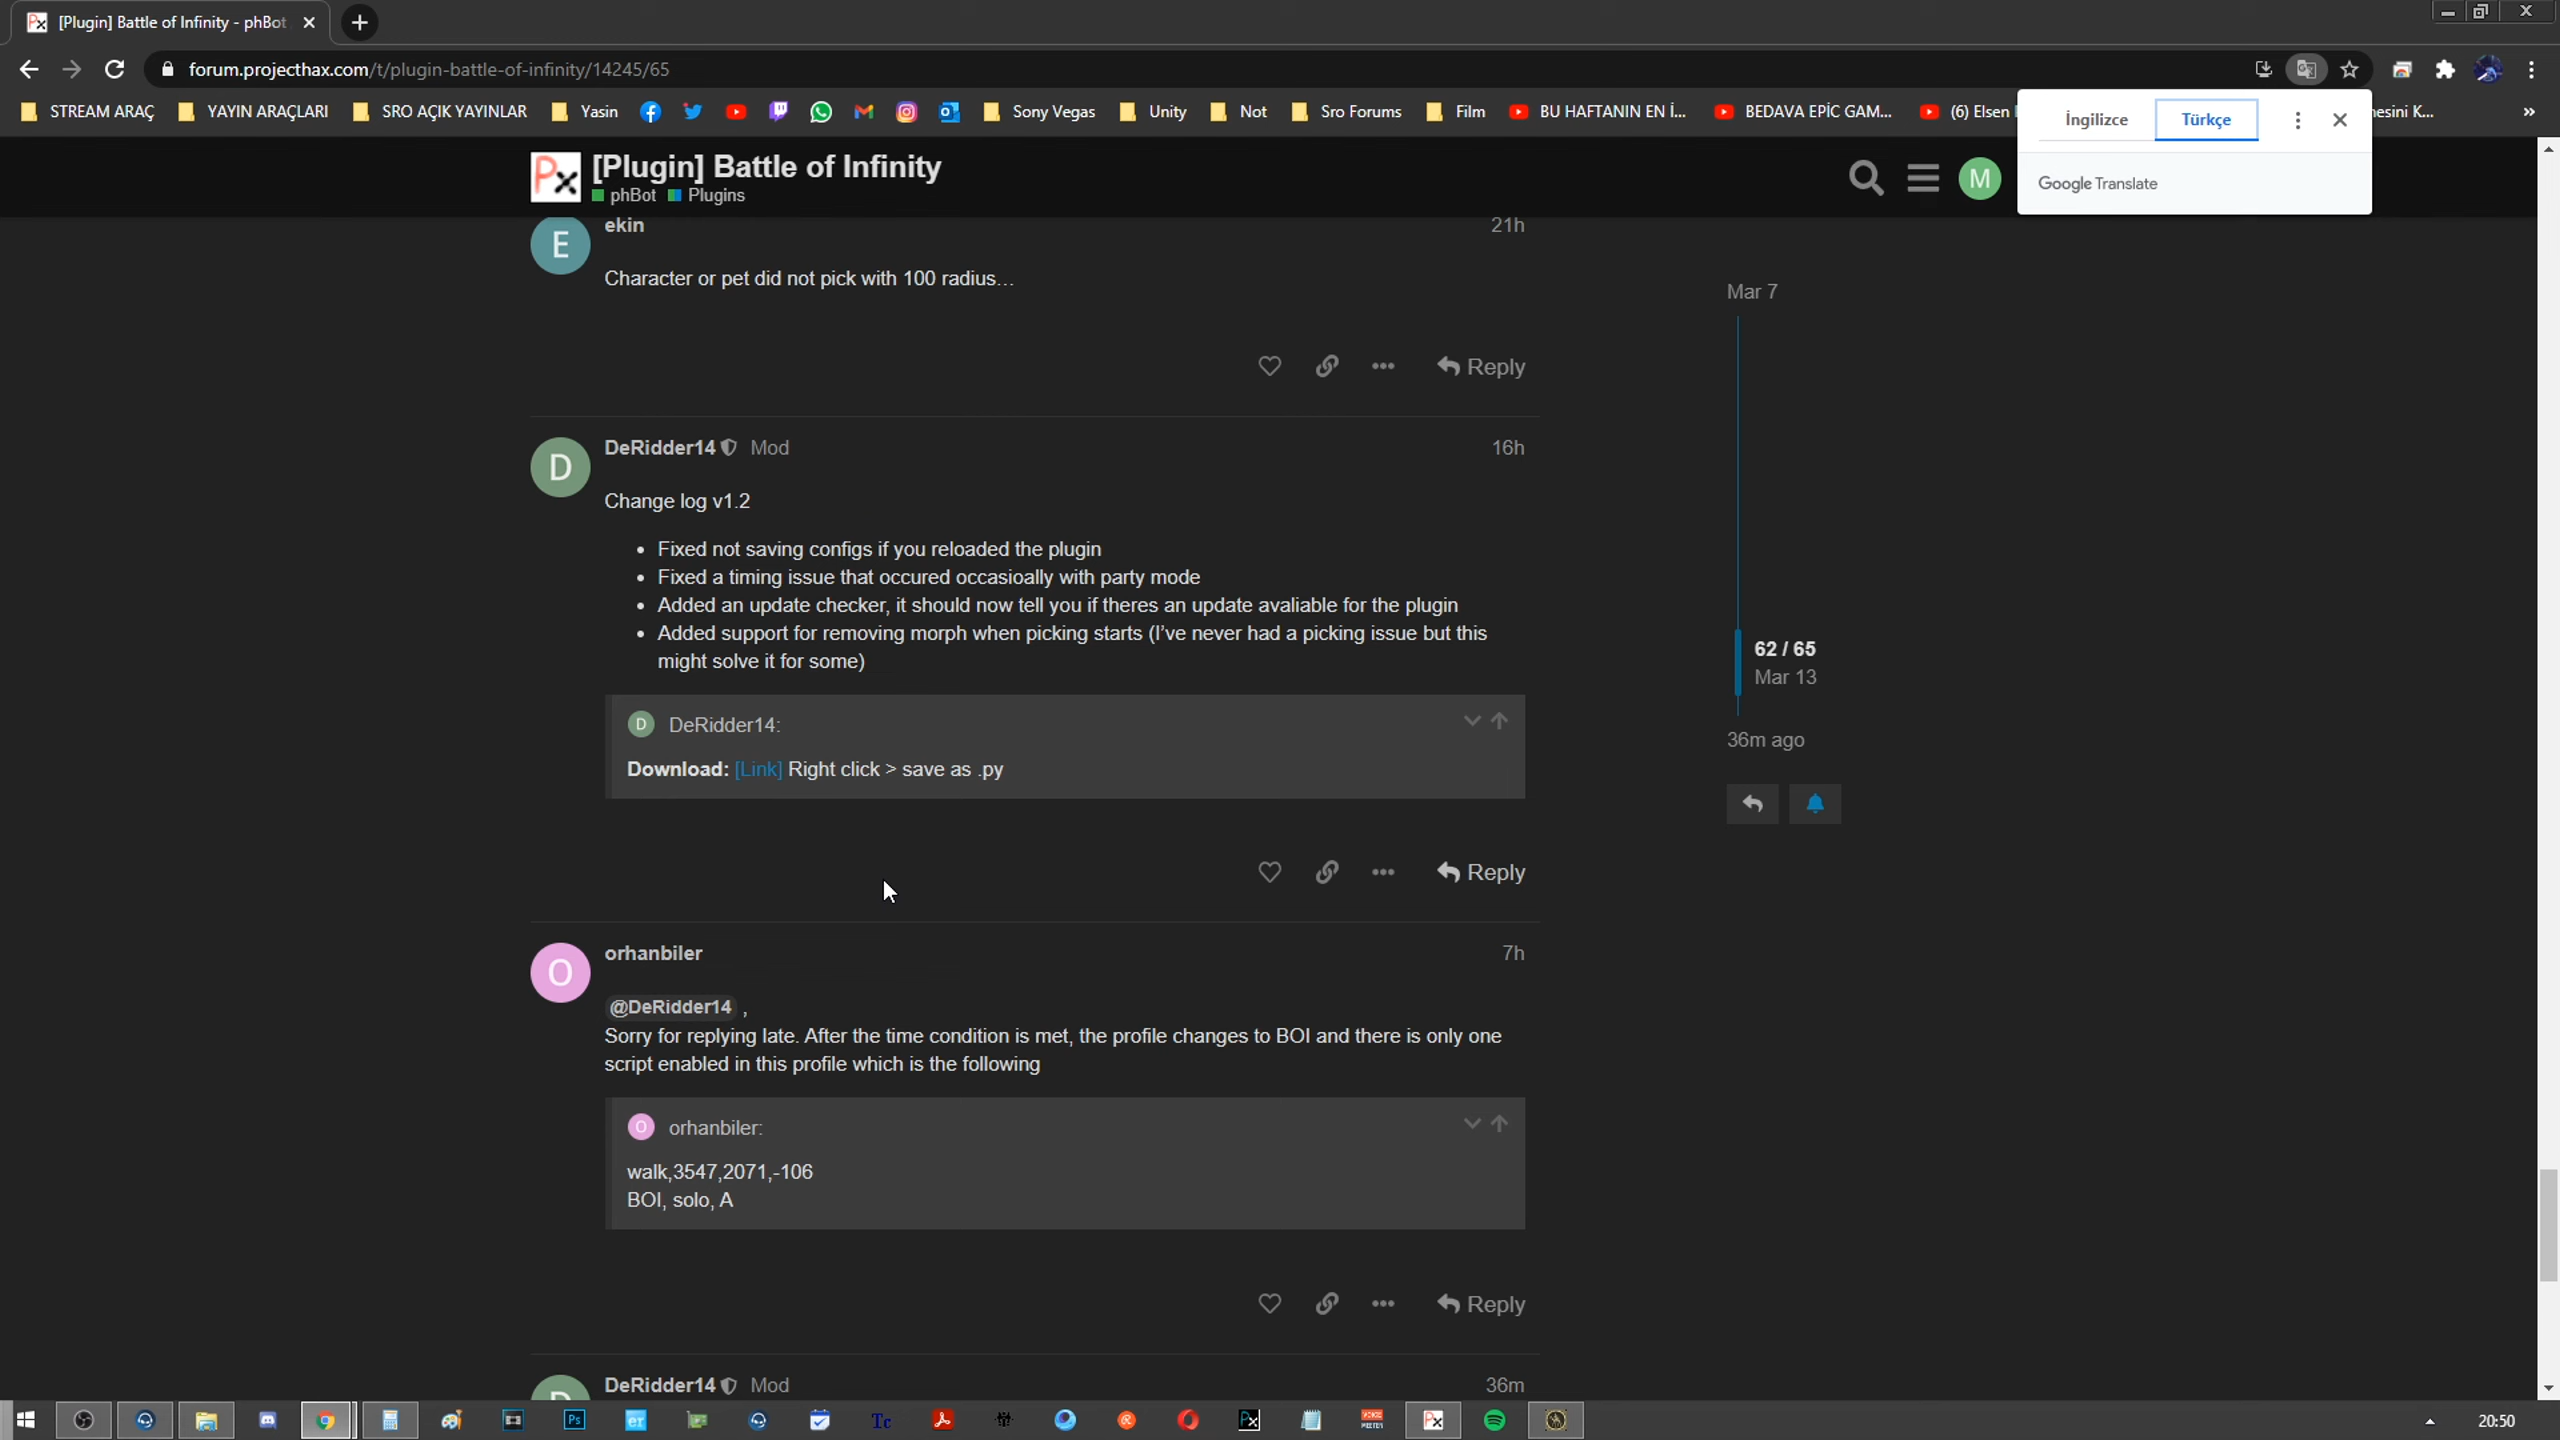 [Plugin] Battle of Infinity - phBot
forum.projecthax.com/t/plugin-battle-of-infinity/14245/65
STREAM ARAÇ
YAYIN ARAÇLARI
SRO AÇIK YAYINLAR
Yasin
Sony Vegas
Unity
Not
Sro Forums
Film
BU HAFTANIN EN İ...
BEDAVA EPİC GAM...
(6) Elsen
esini K...
»
İngilizce
Türkçe
Google Translate
Px
[Plugin] Battle of Infinity
phBot
Plugins
M
E
ekin
21h
Character or pet did not pick with 100 radius…
Reply
Mar 7
62 / 65
Mar 13
36m ago
D
DeRidder14 Mod
16h
Change log v1.2
• Fixed not saving configs if you reloaded the plugin
• Fixed a timing issue that occured occasioally with party mode
• Added an update checker, it should now tell you if theres an update avaliable for the plugin
• Added support for removing morph when picking starts (I've never had a picking issue but this
might solve it for some)
D
DeRidder14:
Download: [Link] Right click > save as .py
Reply
O
orhanbiler
7h
@DeRidder14 ,
Sorry for replying late. After the time condition is met, the profile changes to BOI and there is only one
script enabled in this profile which is the following
O
orhanbiler:
walk,3547,2071,-106
BOI, solo, A
Reply
D
DeRidder14 Mod
36m
Ps
er
Tc
Px
Px
20:50